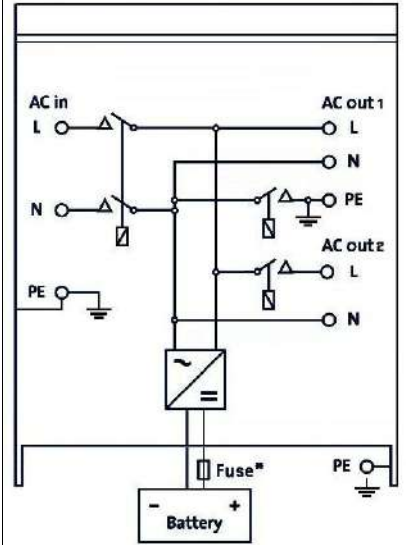 AC in
AC out 1
L
L
N
N
PE
AC out 2
PE
L
N
~
=
Fuse*
PE
- +
Battery